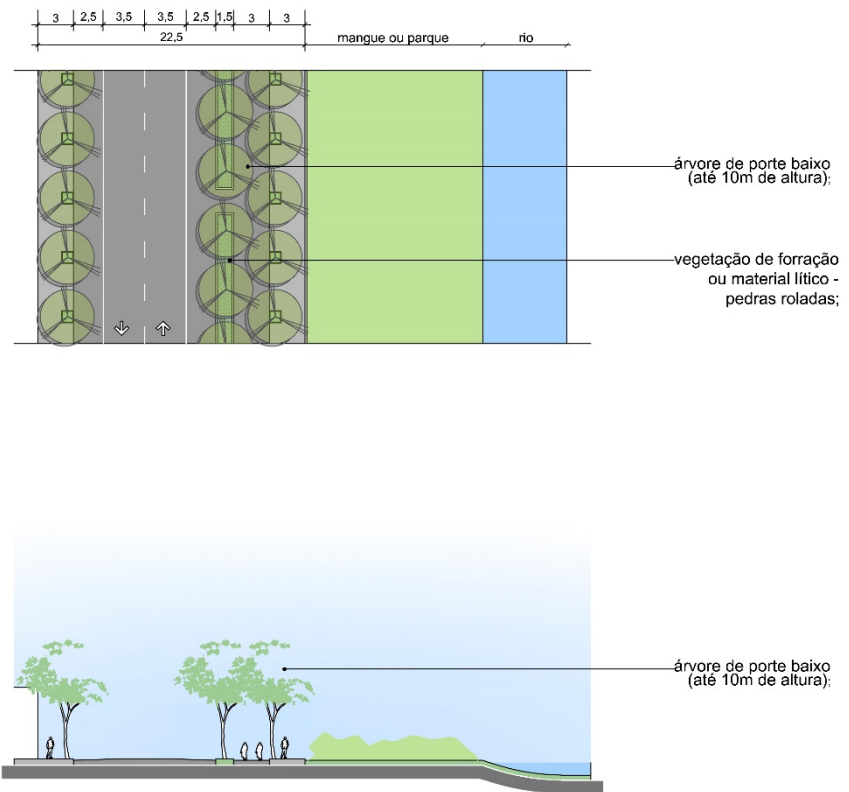 3 2,5 3,5 3,5 2,5 1,5 3 3
22,5 mangue ou parque rio
árvore de porte baixo
(até 10m de altura);
vegetação de forração
ou material lítico -
pedras roladas;
árvore de porte baixo
(até 10m de altura);